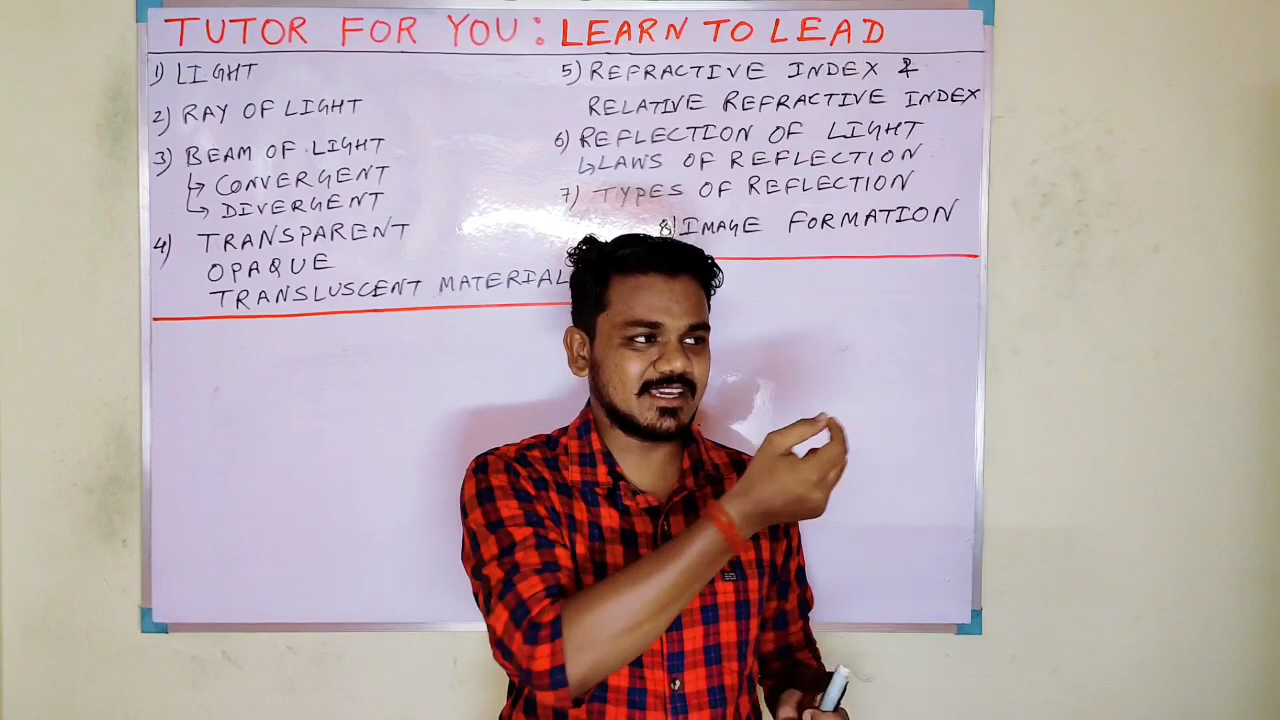 TUTOR FOR YOU: LEARN TO LEAD
1) LIGHT
2) RAY OF LIGHT
3) BEAM OF LIGHT
↳ CONVERGENT
↳ DIVERGENT
4) TRANSPARENT
OPAQUE
TRANSLUSCENT MATERIAL
5) REFRACTIVE INDEX &
RELATIVE REFRACTIVE INDEX
6) REFLECTION OF LIGHT
↳ LAWS OF REFLECTION
7) TYPES OF REFLECTION
8) IMAGE FORMATION